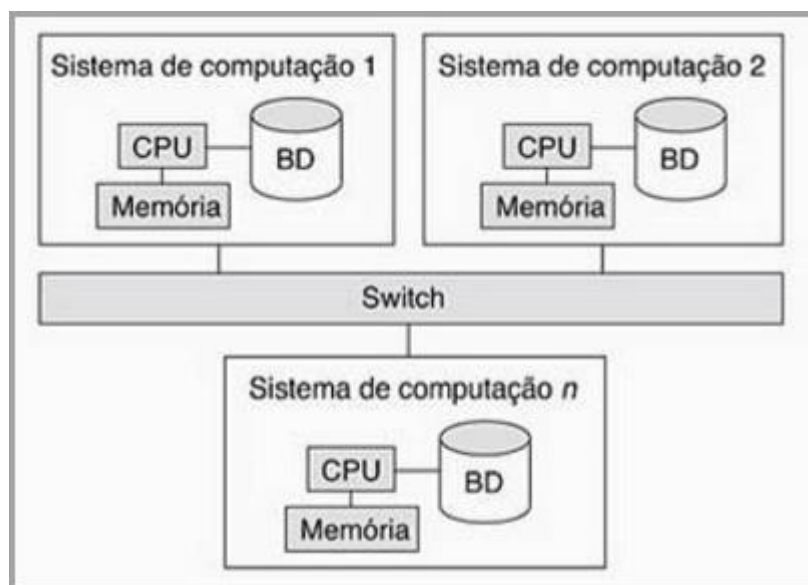 Sistema de computação 1
CPU
BD
Memória
Sistema de computação 2
CPU
BD
Memória
Switch
Sistema de computação n
CPU
BD
Memória